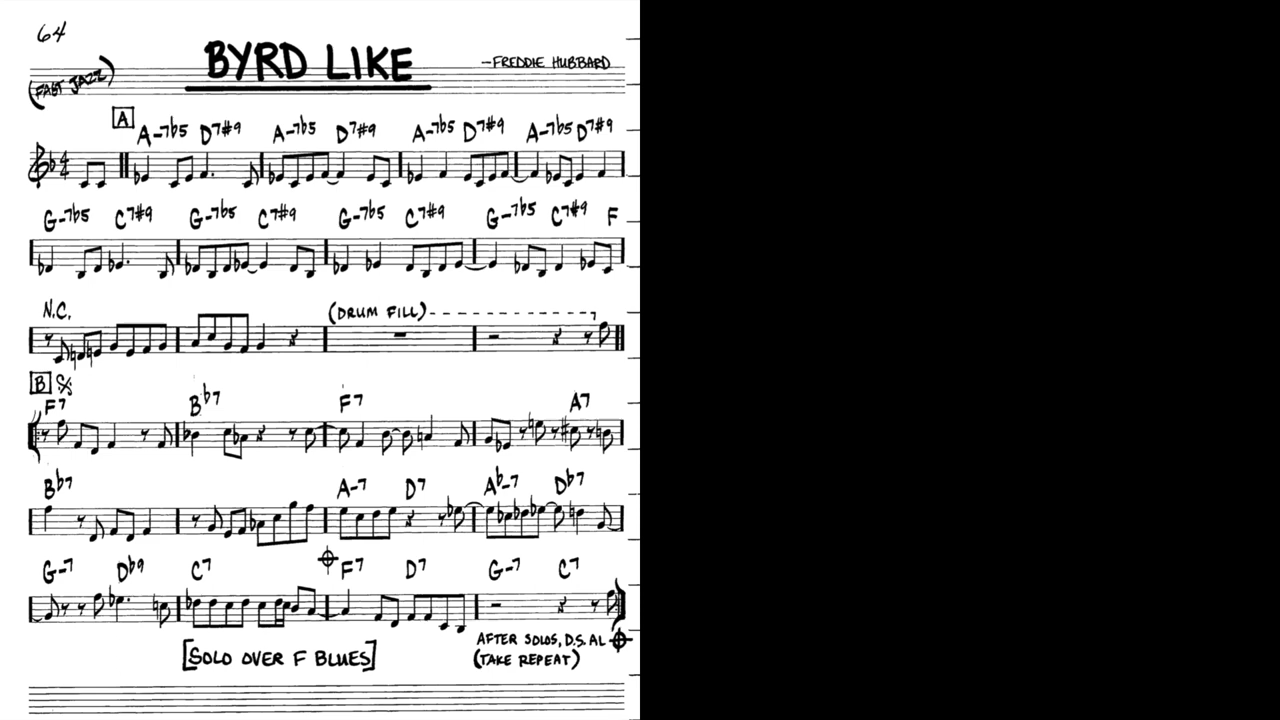 64
BYRD LIKE
(FAST JAZZ)
–FREDDIE HUBBARD
A
A-7b5 D7#9 A-7b5 D7#9 A-7b5 D7#9 A-7b5 D7#9
G-7b5 C7#9 G-7b5 C7#9 G-7b5 C7#9 G-7b5 C7#9 F
N.C. (DRUM FILL)
B
F7 Bb7 F7 A7
Bb7 A-7 D7 Ab-7 Db7
G-7 Db9 C7 F7 D7 G-7 C7
[SOLO OVER F BLUES] AFTER SOLOS, D.S. AL
(TAKE REPEAT)